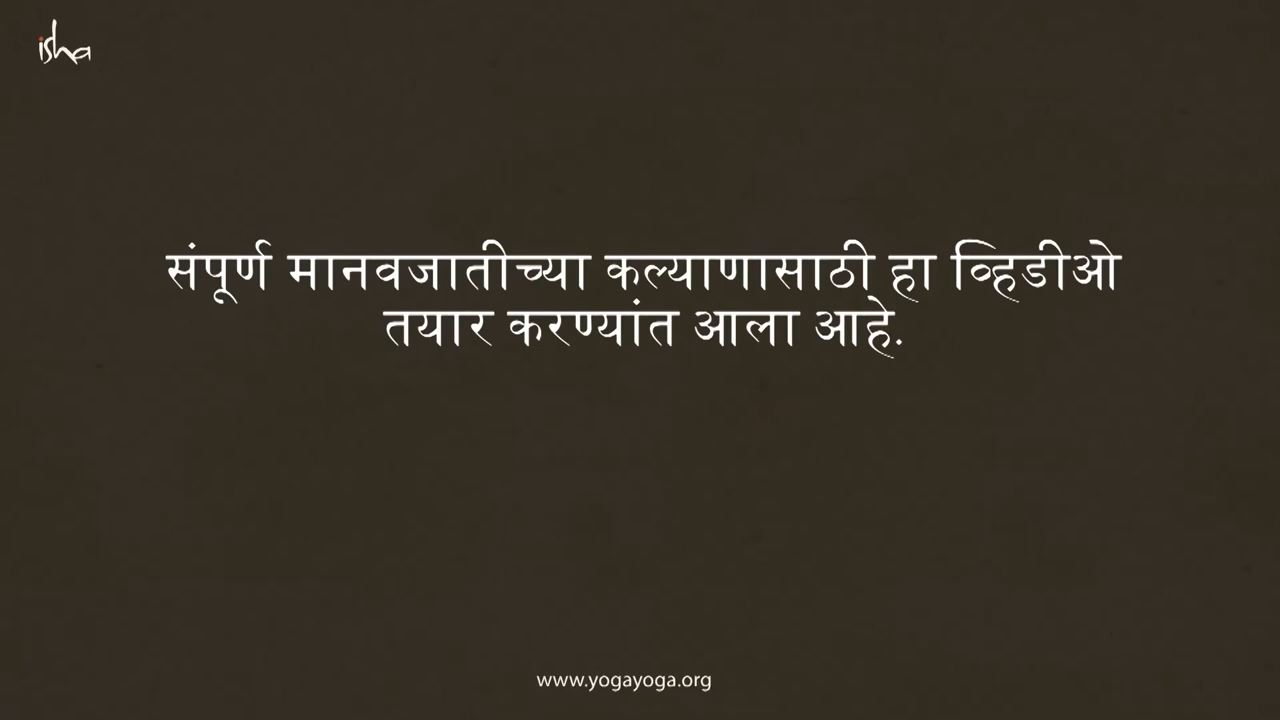 isha
संपूर्ण मानवजातीच्या कल्याणासाठी हा व्हिडीओ
तयार करण्यांत आला आहे.
www.yogayoga.org